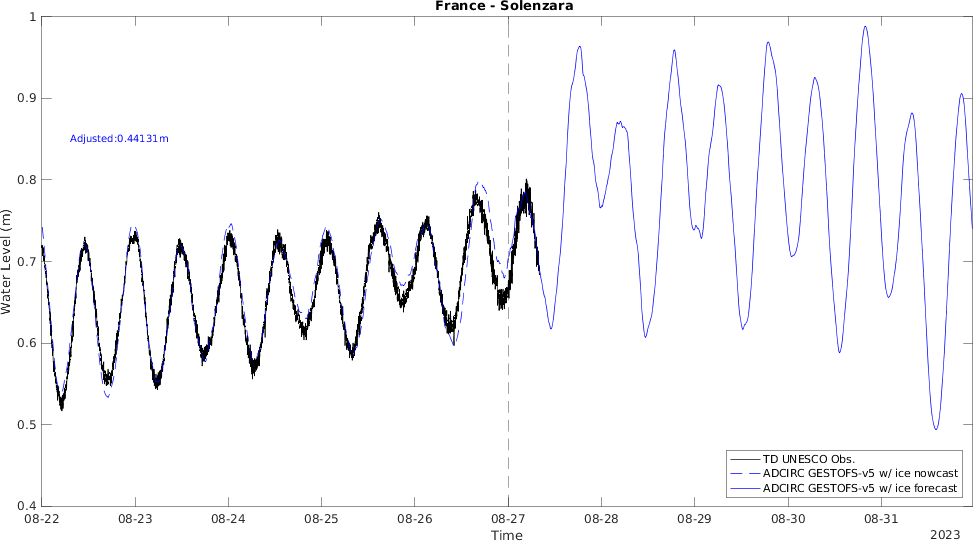 France - Solenzara
1
0.9
0.8
0.7
0.6
0.5
0.4
Water Level (m)
Adjusted:0.44131m
TD UNESCO Obs.
ADCIRC GESTOFS-v5 w/ ice nowcast
ADCIRC GESTOFS-v5 w/ ice forecast
08-22 08-23 08-24 08-25 08-26 08-27 08-28 08-29 08-30 08-31
Time
2023